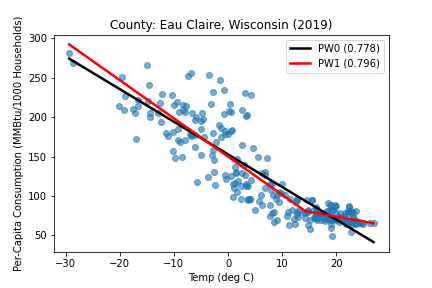 County: Eau Claire, Wisconsin (2019)
PW0 (0.778)
PW1 (0.796)
Per-Capita Consumption (MMBtu/1000 Households)
300
250
200
150
100
50
−30 −20 −10 0 10 20
Temp (deg C)